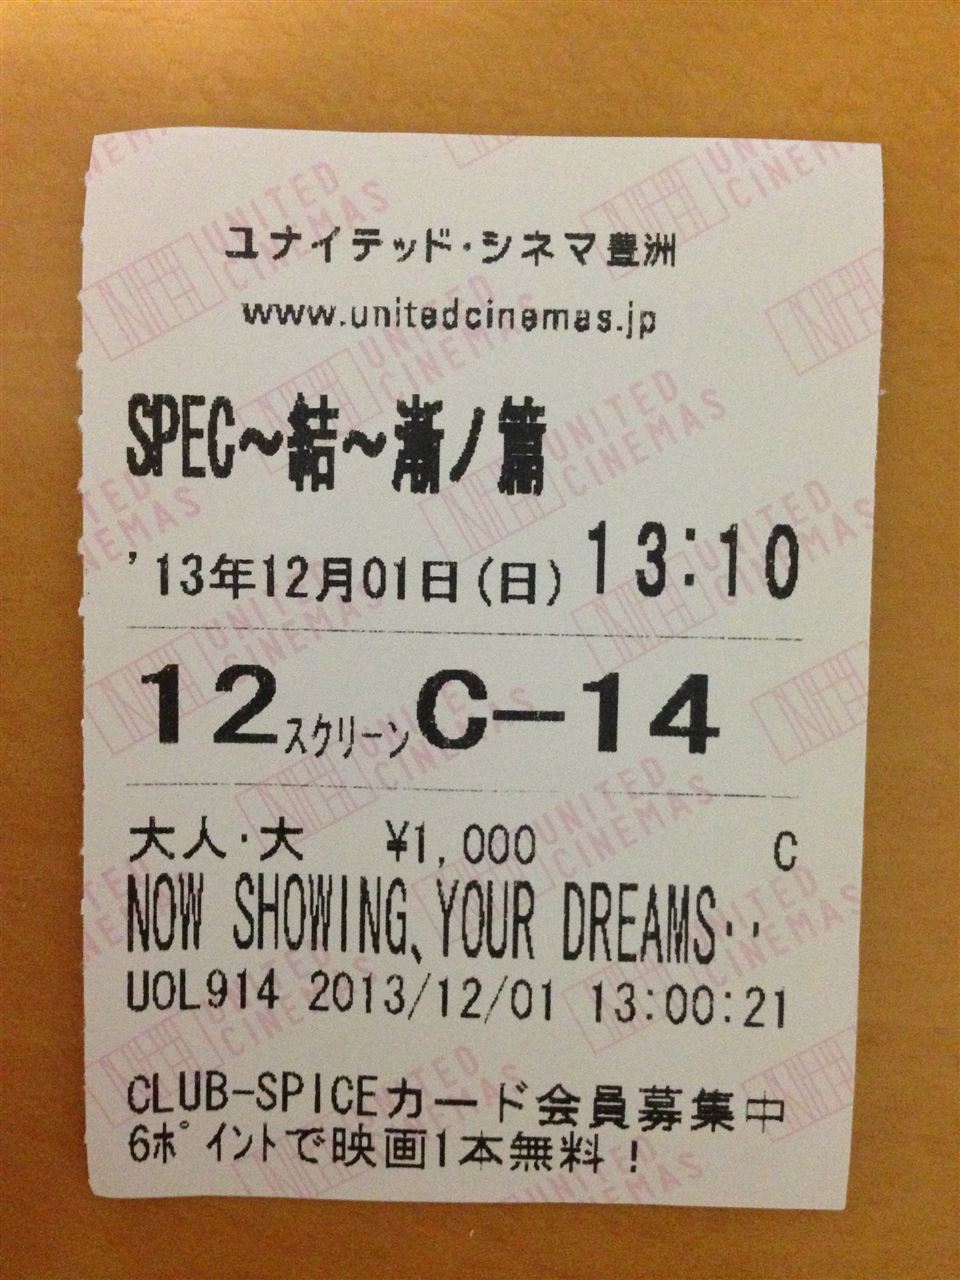 ユナイテッド・シネマ豊洲
www.unitedcinemas.jp
SPEC～結～漸ノ篇
'13年12月01日(日) 13:10
12スクリーン C－14
大人・大 ¥1,000 C
NOW SHOWING、YOUR DREAMS・・
UOL914 2013/12/01 13:00:21
CLUB-SPICEカード会員募集中
6ポイントで映画1本無料！
UNITED CINEMAS